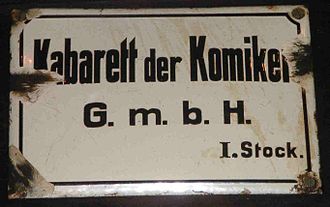 Kabarett der Komiker
G. m. b. H.
I. Stock.